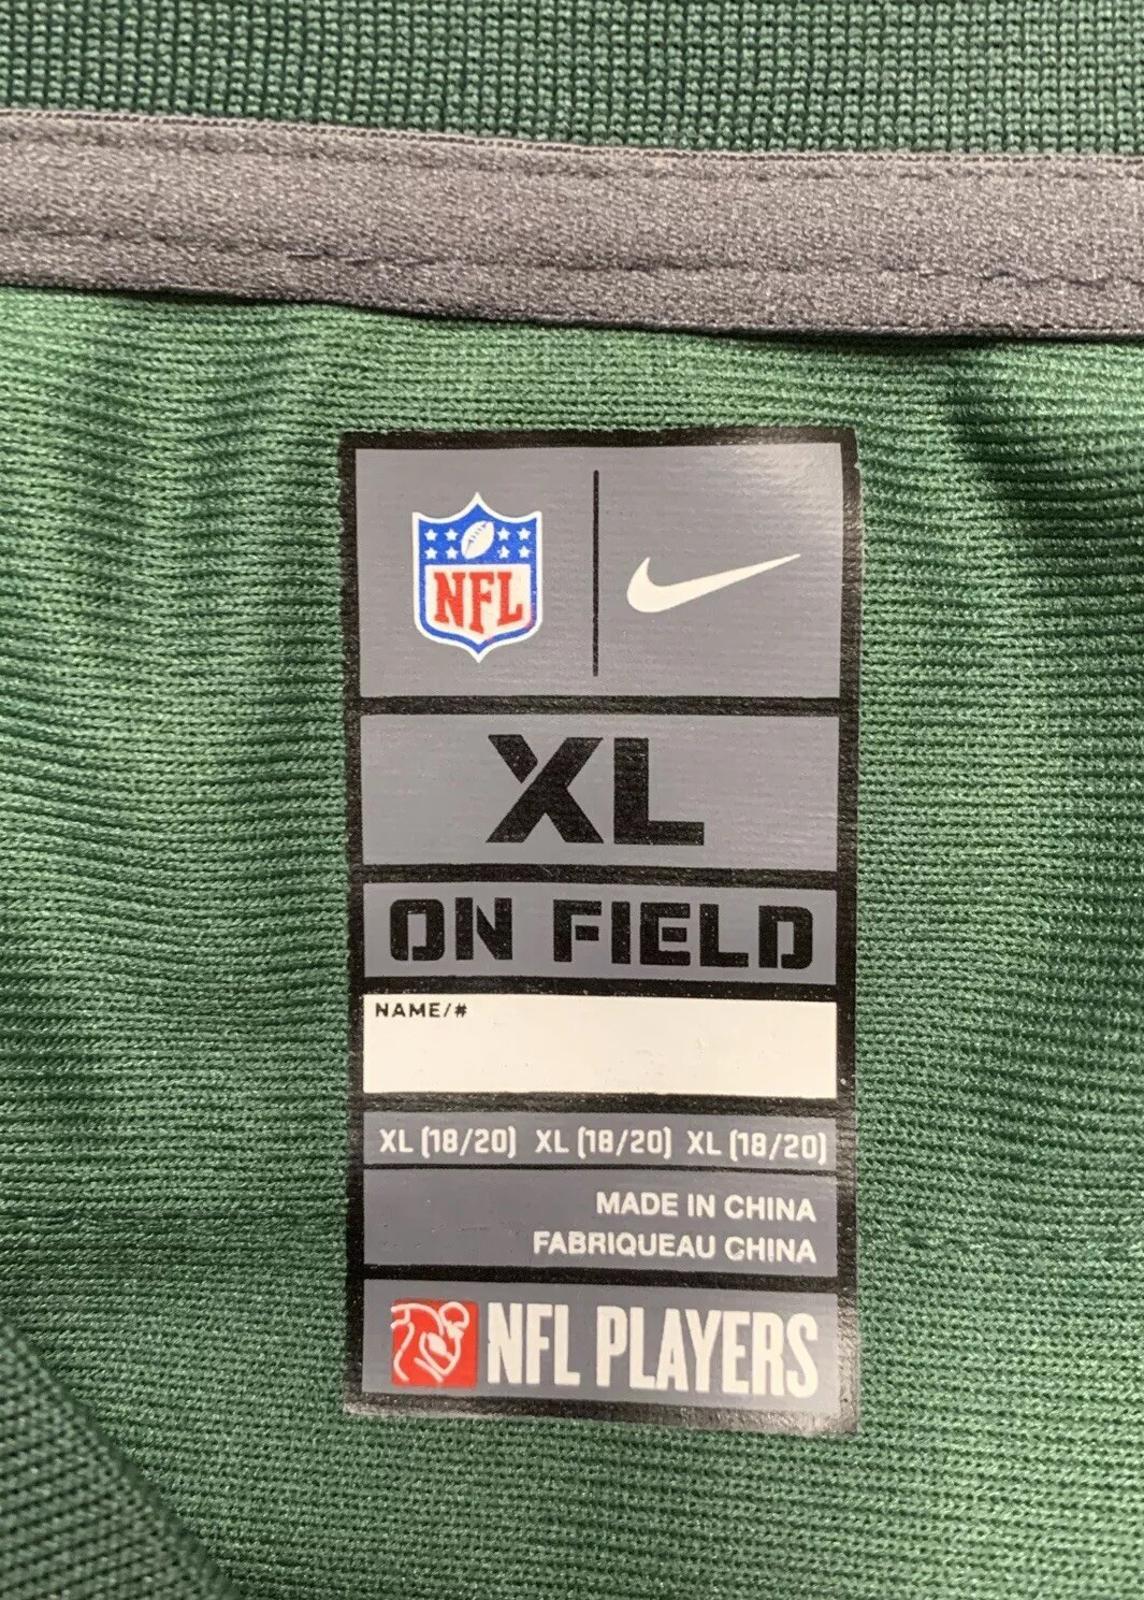 NFL
XL
ON FIELD
NAME/#
XL (18/20) XL (18/20) XL (18/20)
MADE IN CHINA
FABRIQUEAU CHINA
NFL PLAYERS